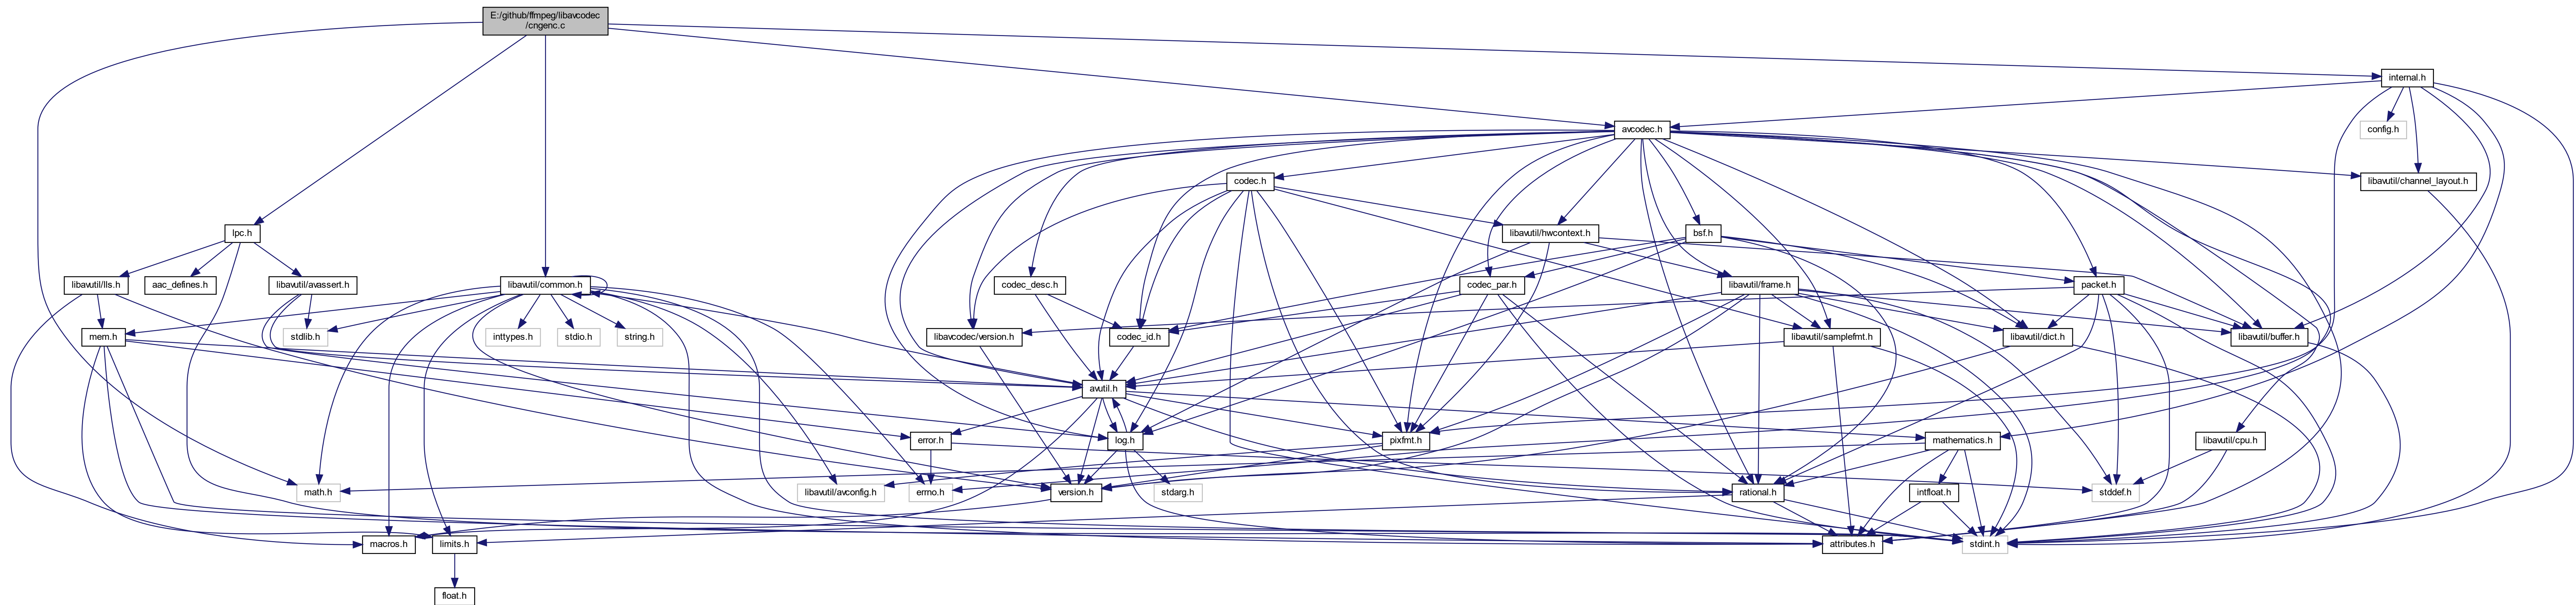 E:/github/ffmpeg/libavcodec
/cngenc.c
internal.h
avcodec.h
config.h
codec.h
libavutil/channel_layout.h
lpc.h
libavutil/hwcontext.h
bsf.h
libavutil/lls.h
aac_defines.h
libavutil/avassert.h
libavutil/common.h
codec_desc.h
codec_par.h
libavutil/frame.h
packet.h
mem.h
stdlib.h
inttypes.h
stdio.h
string.h
libavcodec/version.h
codec_id.h
libavutil/samplefmt.h
libavutil/dict.h
libavutil/buffer.h
avutil.h
error.h
log.h
pixfmt.h
mathematics.h
libavutil/cpu.h
math.h
libavutil/avconfig.h
errno.h
version.h
stdarg.h
rational.h
intfloat.h
stddef.h
macros.h
limits.h
attributes.h
stdint.h
float.h